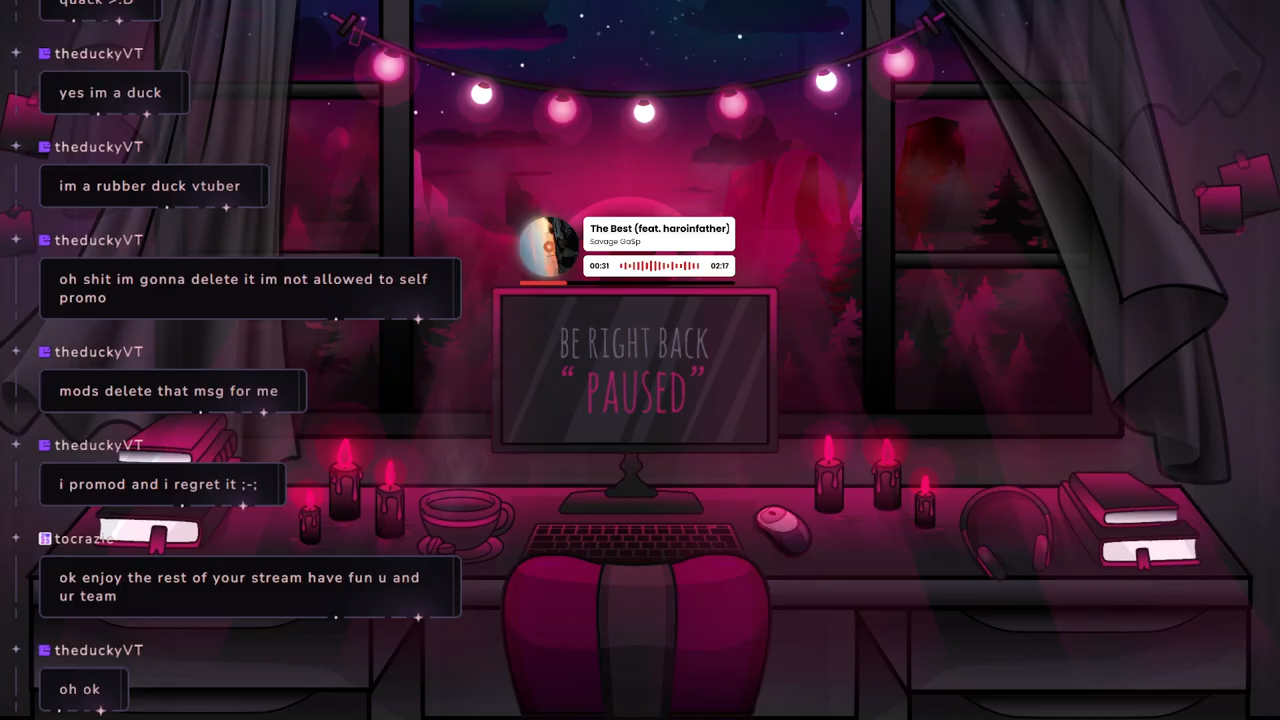 quack >:D
theduckyVT
yes im a duck
theduckyVT
im a rubber duck vtuber
theduckyVT
oh shit im gonna delete it im not allowed to self
promo
theduckyVT
mods delete that msg for me
theduckyVT
i promod and i regret it ;-;
tocrazie
ok enjoy the rest of your stream have fun u and
ur team
theduckyVT
oh ok
The Best (feat. haroinfather)
Savage Ga$p
00:31 02:17
BE RIGHT BACK
“ PAUSED”